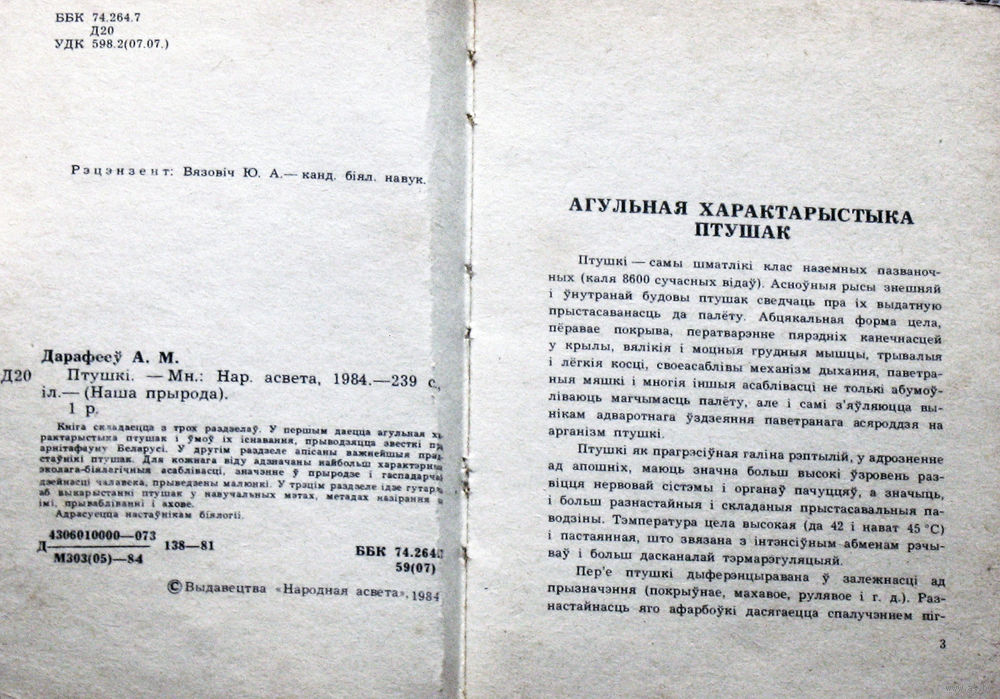 ББК 74.264.7
Д20
УДК 598.2(07.07.)
Рэцэнзент: Вязовіч Ю. А.— канд. біял. навук.
Дарафееў А. М.
Д20 Птушкі. — Мн.: Нар. асвета, 1984.—239 с.,
іл.— (Наша прырода).
1 р.
Кніга складаецца з трох раздзелаў. У першым даецца агульная ха
рактарыстыка птушак і ўмоў іх існавання, прыводзяцца звесткі пра
арнітафауну Беларусі. У другім раздзеле апісаны важнейшыя прад
стаўнікі птушак. Для кожнага віду адзначаны найбольш характэрныя
эколага-біялагічныя асаблівасці, значэнне ў прыродзе і гаспадарчай
дзейнасці чалавека, прыведзены малюнкі. У трэцім раздзеле ідзе гутарка
аб выкарыстанні птушак у навучальных мэтах, метадах назірання
імі, прывабліванні і ахове.
Адрасуецца настаўнікам біялогіі.
4306010000—073
Д 138—81
М303(05)—84
ББК 74.264.7
59(07)
© Выдавецтва «Народная асвета», 1984
АГУЛЬНАЯ ХАРАКТАРЫСТЫКА
ПТУШАК
Птушкі — самы шматлікі клас наземных пазваноч-
ных (каля 8600 сучасных відаў). Асноўныя рысы знешняй
і ўнутранай будовы птушак сведчаць пра іх выдатную
прыстасаванасць да палёту. Абцякальная форма цела,
пёравае покрыва, ператварэнне пярэдніх канечнасцей
у крылы, вялікія і моцныя грудныя мышцы, трывалыя
і лёгкія косці, своеасаблівы механізм дыхання, паветра-
ныя мяшкі і многія іншыя асаблівасці не толькі абумоў-
ліваюць магчымасць палёту, але і самі з'яўляюцца вы-
нікам адваротнага ўздзеяння паветранага асяроддзя на
арганізм птушкі.
Птушкі як прагрэсіўная галіна рэптылій, у адрозненне
ад апошніх, маюць значна больш высокі ўзровень раз-
віцця нервовай сістэмы і органаў пачуццяў, а значыць,
і больш разнастайныя і складаныя прыстасавальныя па-
водзіны. Тэмпература цела высокая (да 42 і нават 45 °С)
і пастаянная, што звязана з інтэнсіўным абменам рэчы-
ваў і больш дасканалай тэрмарэгуляцыяй.
Пер'е птушкі дыферэнцыравана ў залежнасці ад
прызначэння (покрыўнае, махавое, рулявое і г. д.). Раз-
настайнасць яго афарбоўкі дасягаецца спалучэннем піг-
3